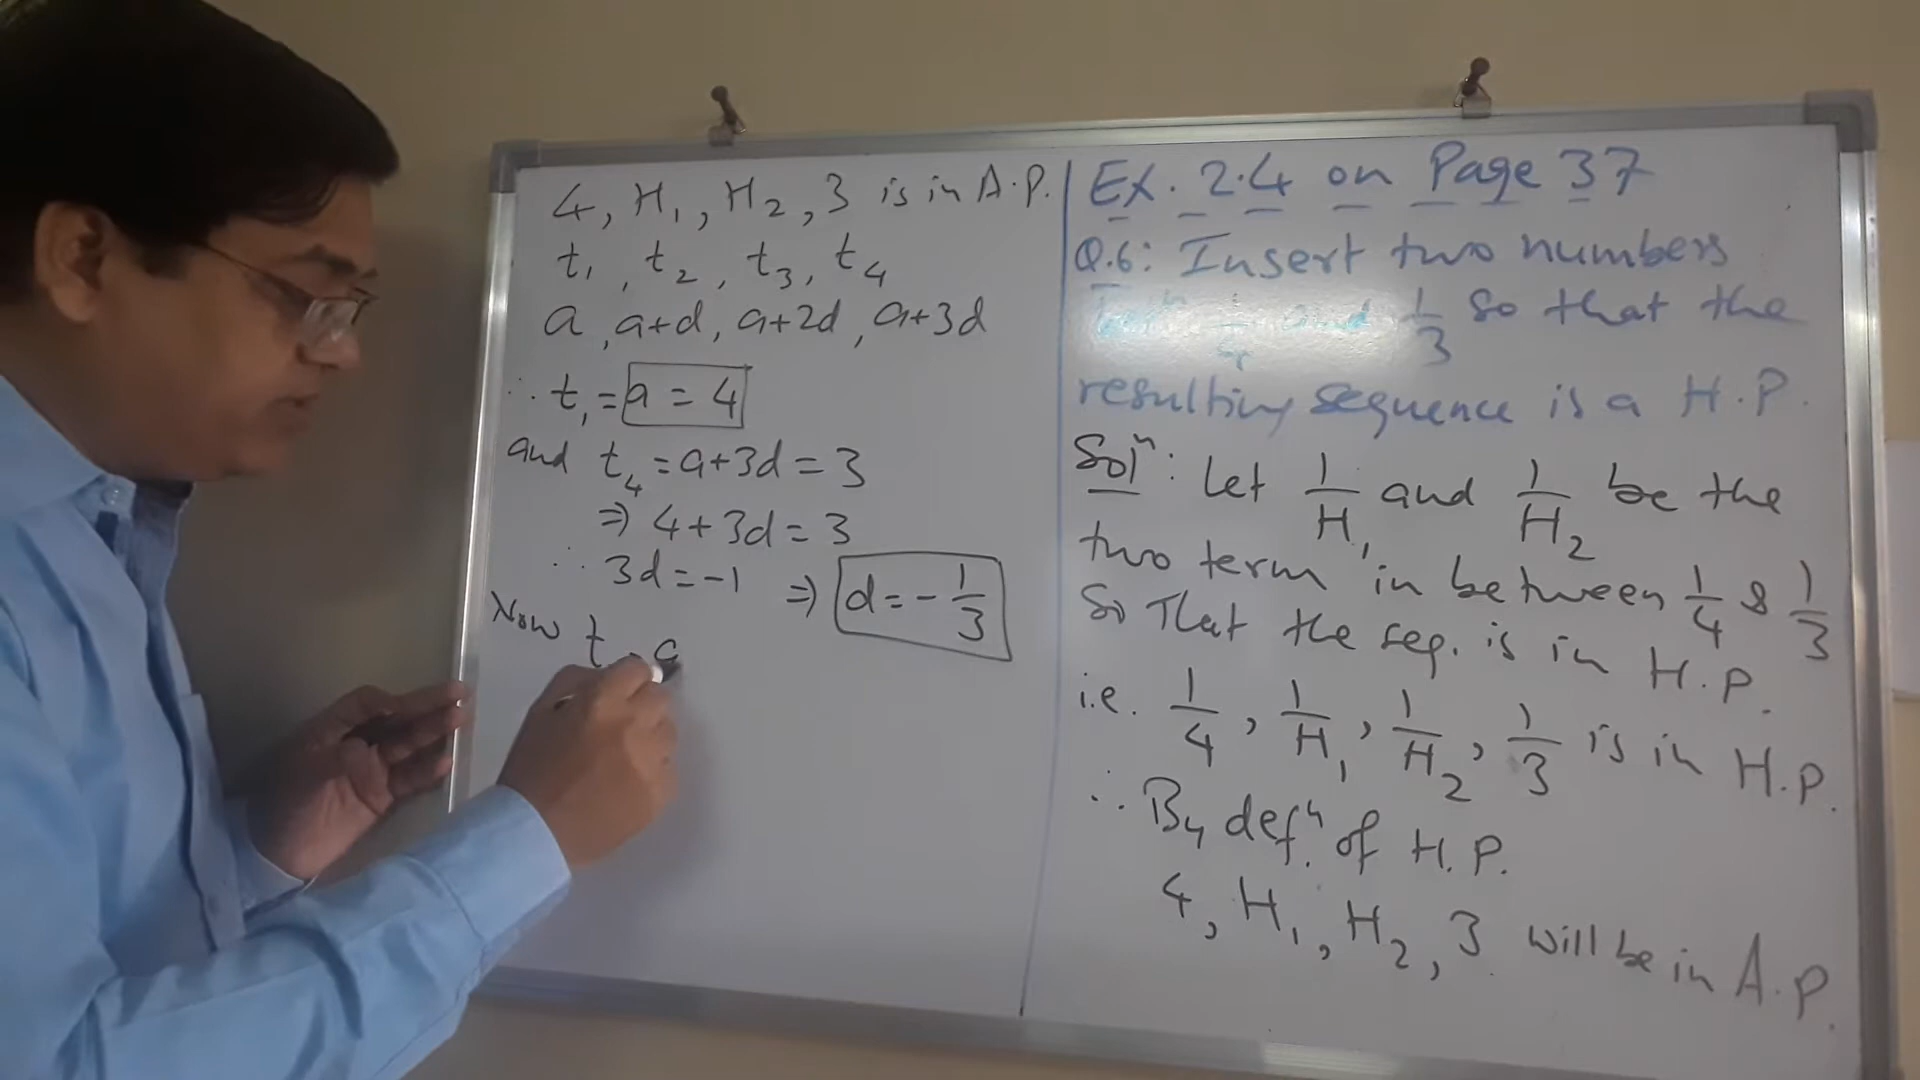 4, H₁, H₂, 3 is in A.P.
t₁, t₂, t₃, t₄
a, a+d, a+2d, a+3d
∴ t₁ = a = 4
and t₄ = a+3d = 3
⇒ 4+3d = 3
∴ 3d = -1 ⇒ d = -1/3
Now t = a
Ex. 2.4 on Page 37
Q.6: Insert two numbers
1/4 and 1/3 so that the
resulting sequence is a H.P.
Solⁿ: Let 1/H₁ and 1/H₂ be the
two term in between 1/4 & 1/3
So That the seq. is in H.P.
i.e. 1/4, 1/H₁, 1/H₂, 1/3 is in H.P.
∴ By defⁿ. of H.P.
4, H₁, H₂, 3 will be in A.P.